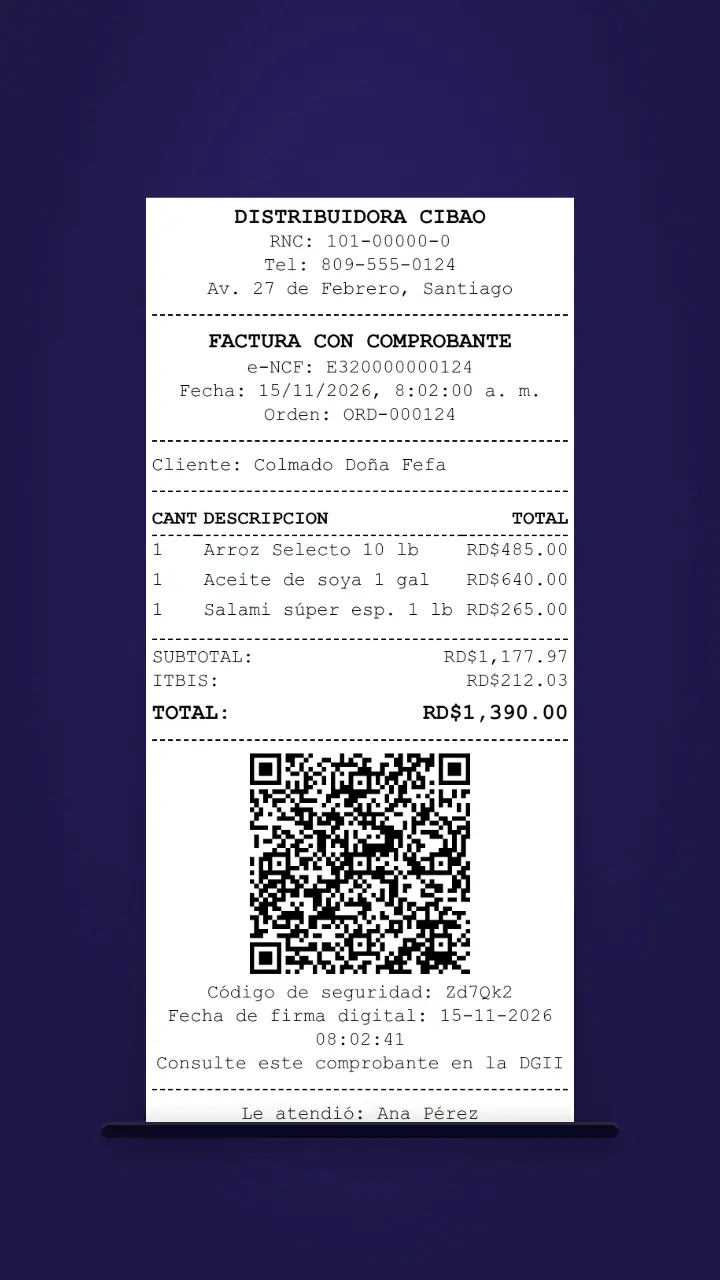 DISTRIBUIDORA CIBAO
RNC: 101-00000-0
Tel: 809-555-0124
Av. 27 de Febrero, Santiago
FACTURA CON COMPROBANTE
e-NCF: E320000000124
Fecha: 15/11/2026, 8:02:00 a. m.
Orden: ORD-000124
Cliente: Colmado Doña Fefa
CANT DESCRIPCION TOTAL
1 Arroz Selecto 10 lb RD$485.00
1 Aceite de soya 1 gal RD$640.00
1 Salami súper esp. 1 lb RD$265.00
SUBTOTAL: RD$1,177.97
ITBIS: RD$212.03
TOTAL: RD$1,390.00
Código de seguridad: Zd7Qk2
Fecha de firma digital: 15-11-2026
08:02:41
Consulte este comprobante en la DGII
Le atendió: Ana Pérez